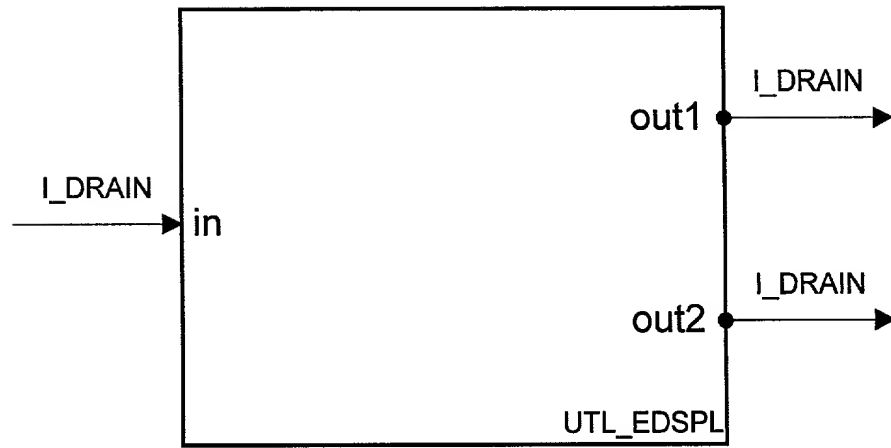 I_DRAIN
out1
I_DRAIN
in
I_DRAIN
out2
UTL_EDSPL